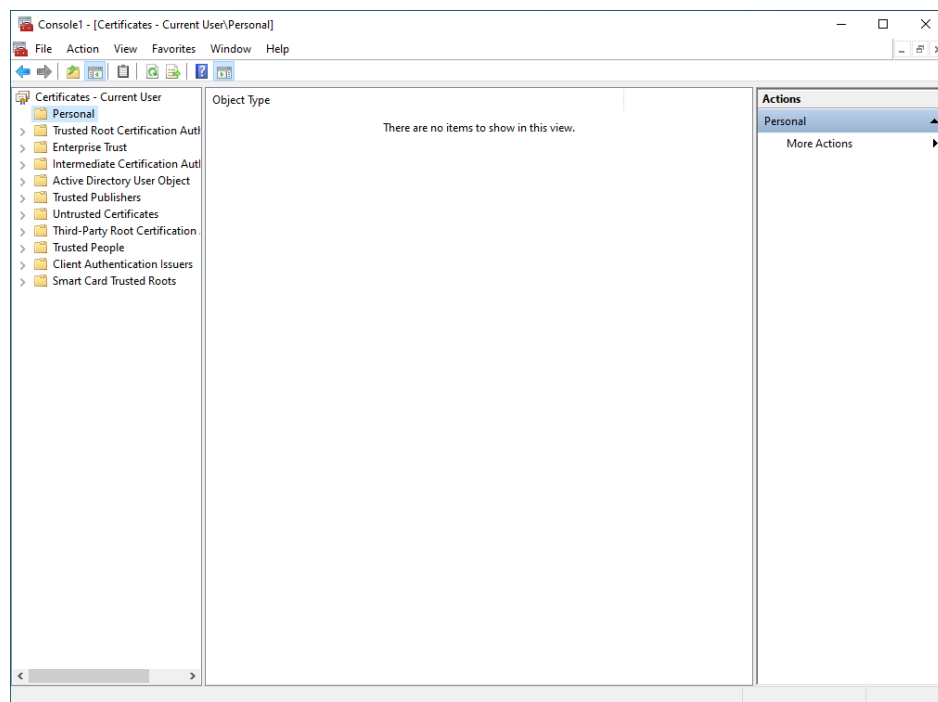 Console1 - [Certificates - Current User\Personal]
File Action View Favorites Window Help
Certificates - Current User
Personal
Trusted Root Certification Auth
Enterprise Trust
Intermediate Certification Autl
Active Directory User Object
Trusted Publishers
Untrusted Certificates
Third-Party Root Certification
Trusted People
Client Authentication Issuers
Smart Card Trusted Roots
Object Type
There are no items to show in this view.
Actions
Personal
More Actions